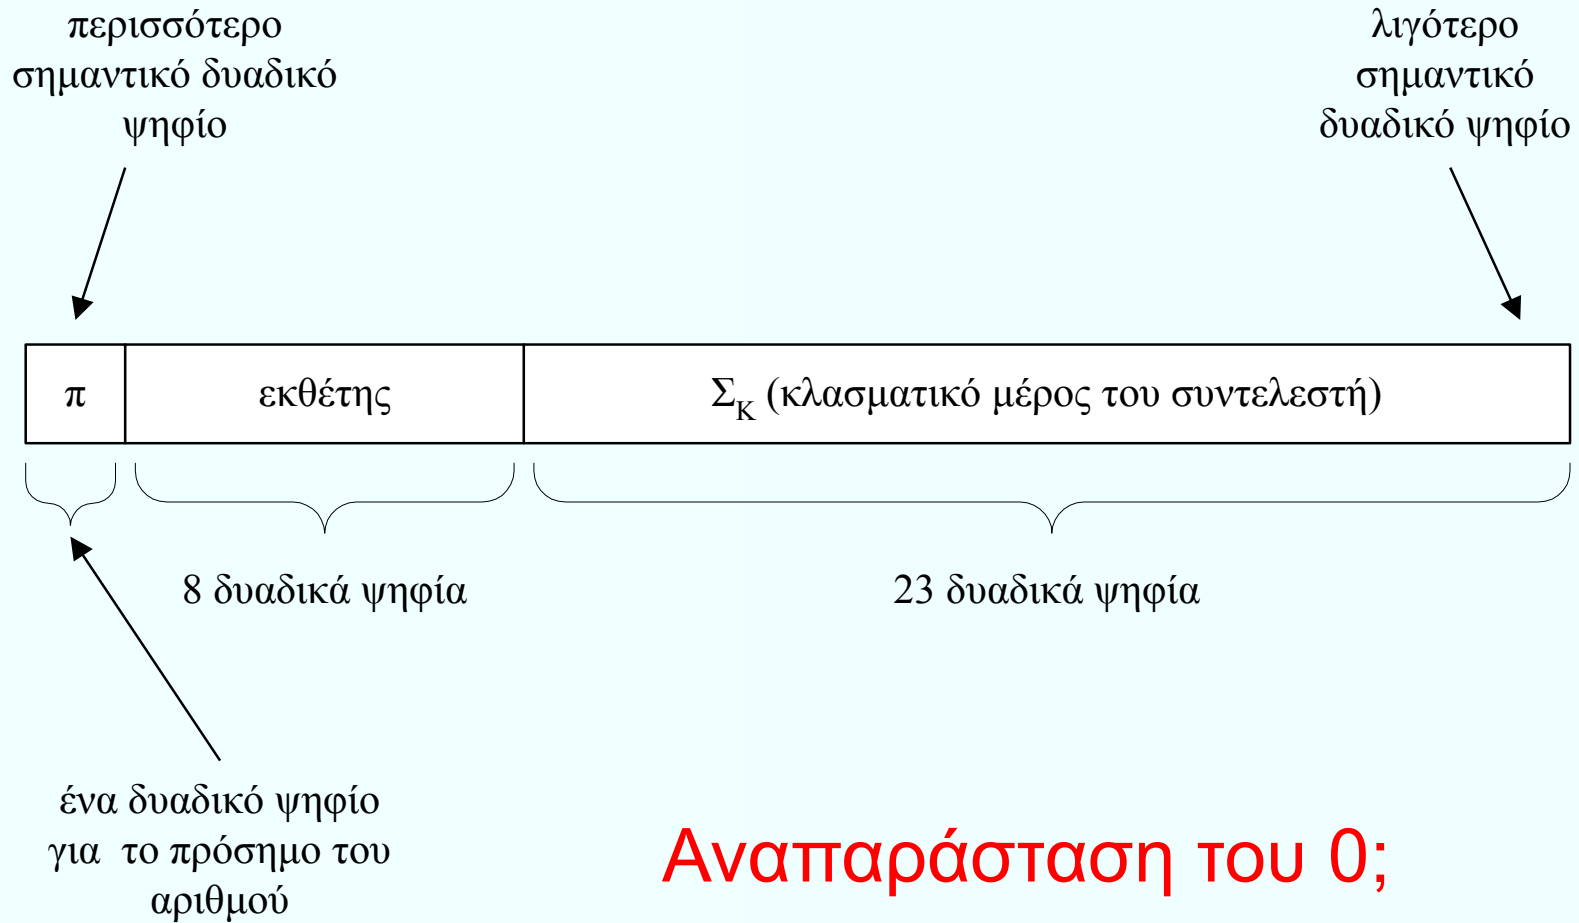 περισσότερο
σημαντικό δυαδικό
ψηφίο
λιγότερο
σημαντικό
δυαδικό ψηφίο
π
εκθέτης
Σ_Κ (κλασματικό μέρος του συντελεστή)
8 δυαδικά ψηφία
23 δυαδικά ψηφία
ένα δυαδικό ψηφίο
για το πρόσημο του
αριθμού
Αναπαράσταση του 0;